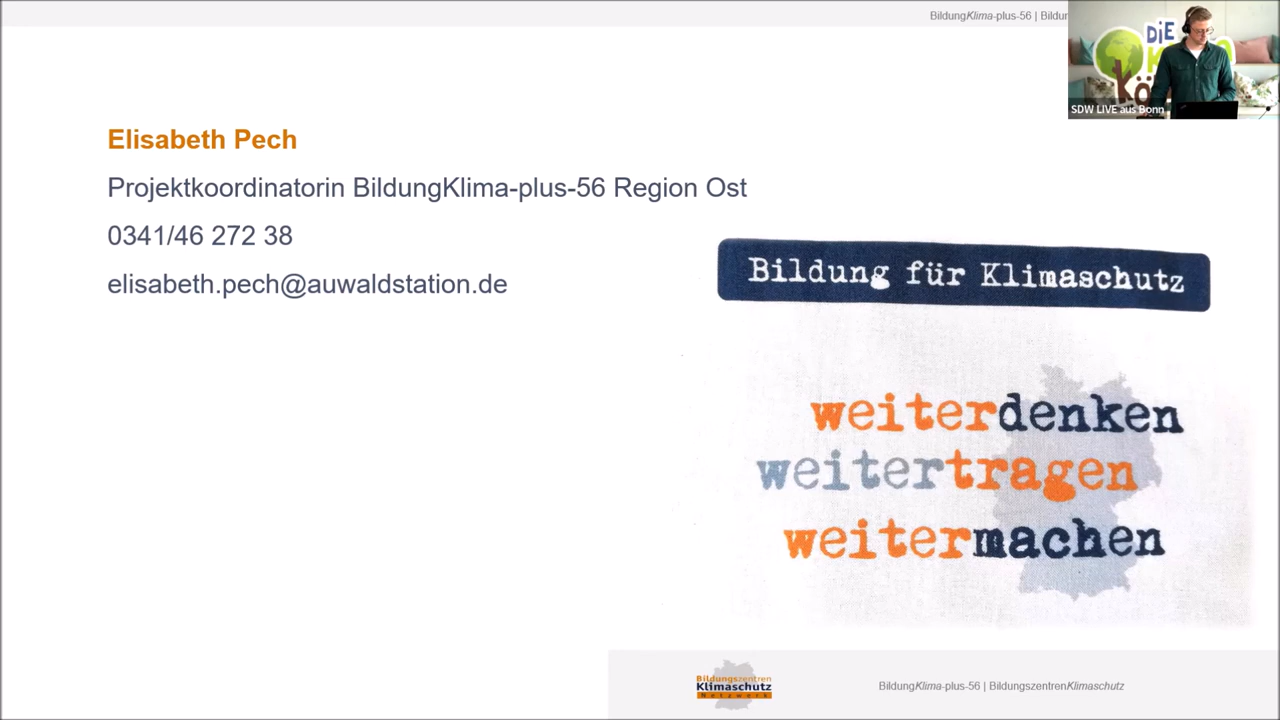 BildungKlima-plus-56 |
DiE
SDW LIVE aus Bonn
Elisabeth Pech
Projektkoordinatorin BildungKlima-plus-56 Region Ost
0341/46 272 38
elisabeth.pech@auwaldstation.de
Bildung für Klimaschutz
weiterdenken
weitertragen
weitermachen
Bildungszentren
Klimaschutz
Netzwerk
BildungKlima-plus-56 | BildungszentrenKlimaschutz